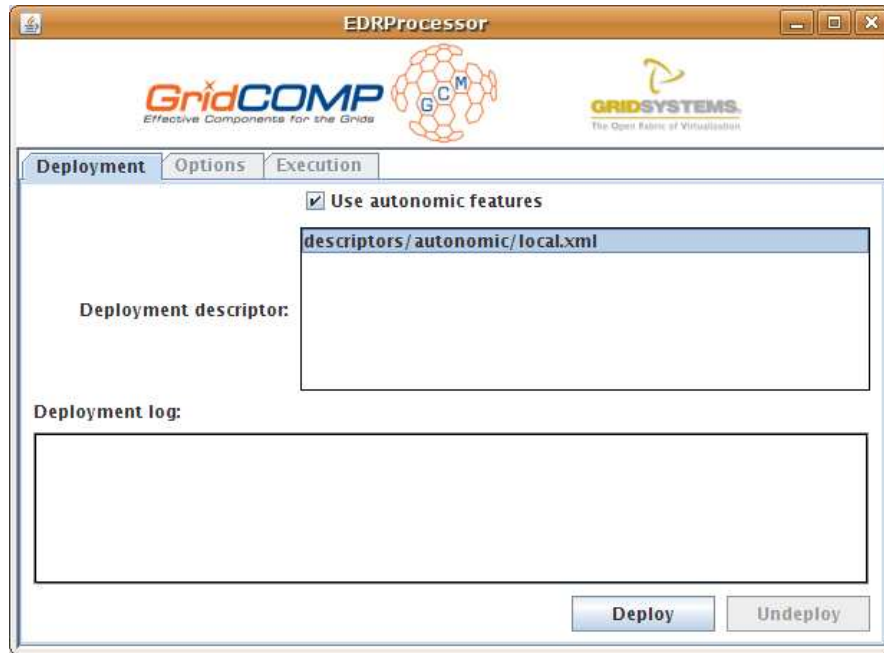 EDRProcessor
GridCOMP
Effective Components for the Grids
GCM
GRIDSYSTEMS.
The Open Fabric of Virtualization
Deployment Options Execution
Use autonomic features
descriptors/autonomic/local.xml
Deployment descriptor:
Deployment log:
Deploy Undeploy